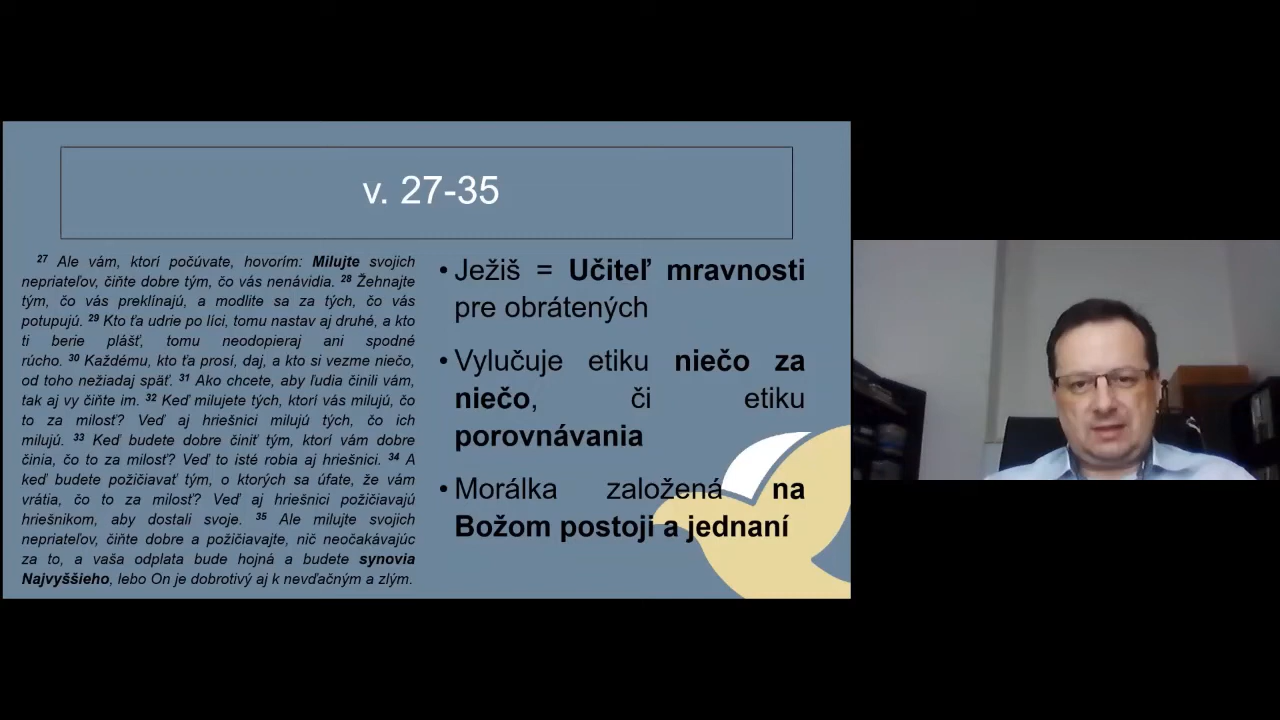 v. 27-35
27 Ale vám, ktorí počúvate, hovorím: Milujte svojich
nepriateľov, čiňte dobre tým, čo vás nenávidia. 28 Žehnajte
tým, čo vás preklínajú, a modlite sa za tých, čo vás
potupujú. 29 Kto ťa udrie po líci, tomu nastav aj druhé, a kto
ti berie plášť, tomu neodopieraj ani spodné
rúcho. 30 Každému, kto ťa prosí, daj, a kto si vezme niečo,
od toho nežiadaj späť. 31 Ako chcete, aby ľudia činili vám,
tak aj vy čiňte im. 32 Keď milujete tých, ktorí vás milujú, čo
to za milosť? Veď aj hriešnici milujú tých, čo ich
milujú. 33 Keď budete dobre činiť tým, ktorí vám dobre
činia, čo to za milosť? Veď to isté robia aj hriešnici. 34 A
keď budete požičiavať tým, o ktorých sa úfate, že vám
vrátia, čo to za milosť? Veď aj hriešnici požičiavajú
hriešnikom, aby dostali svoje. 35 Ale milujte svojich
nepriateľov, čiňte dobre a požičiavajte, nič neočakávajúc
za to, a vaša odplata bude hojná a budete synovia
Najvyššieho, lebo On je dobrotivý aj k nevďačným a zlým.
• Ježiš = Učiteľ mravnosti
pre obrátených
• Vylučuje etiku niečo za
niečo, či etiku
porovnávania
• Morálka založená na
Božom postoji a jednaní